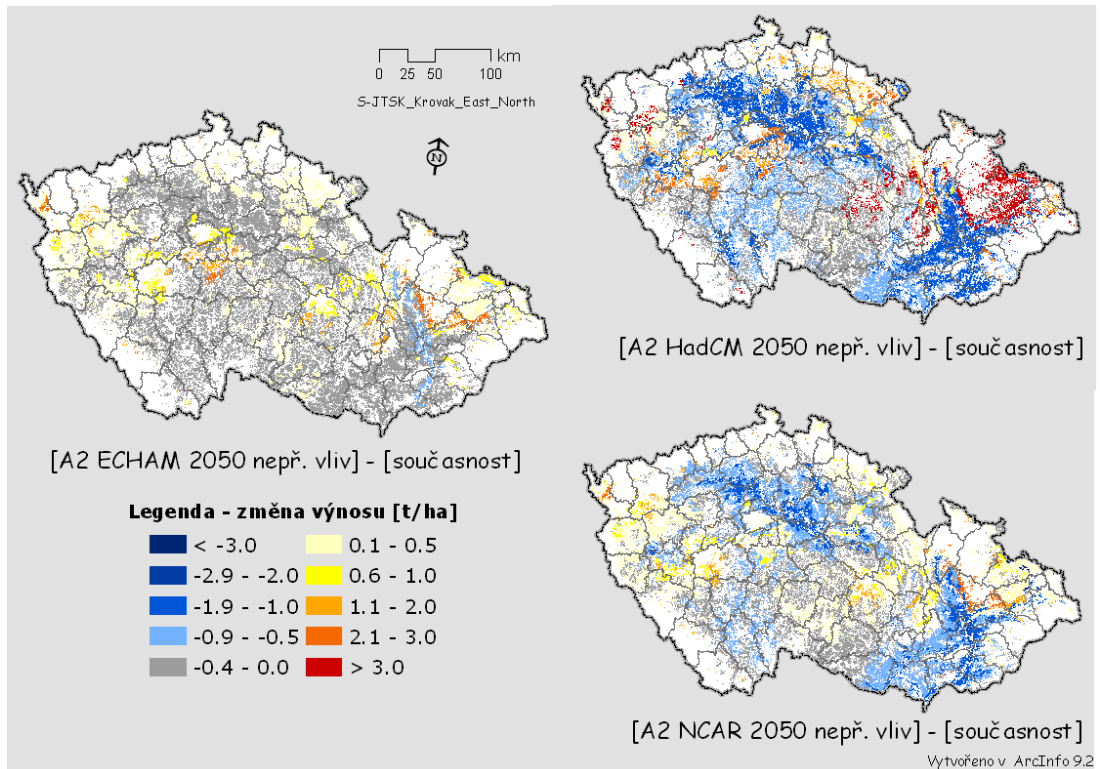 km
0 25 50 100
S-JTSK_Krovak_East_North
N
[A2 ECHAM 2050 nepř. vliv] - [současnost]
[A2 HadCM 2050 nepř. vliv] - [současnost]
Legenda - změna výnosu [t/ha]
< -3.0
-2.9 - -2.0
-1.9 - -1.0
-0.9 - -0.5
-0.4 - 0.0
0.1 - 0.5
0.6 - 1.0
1.1 - 2.0
2.1 - 3.0
> 3.0
[A2 NCAR 2050 nepř. vliv] - [současnost]
Vytvořeno v ArcInfo 9.2